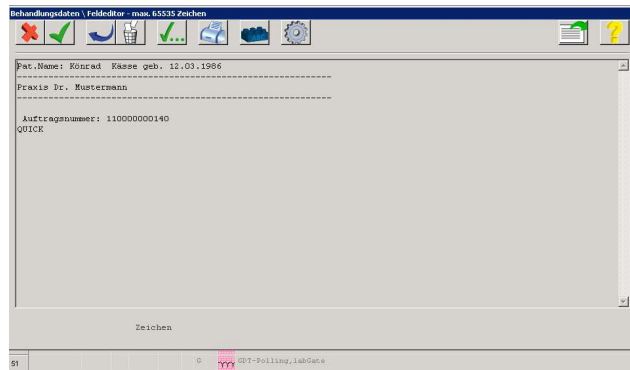 Behandlungsdaten \ Feldeditor - max. 65535 Zeichen
Pat.Name: Könrad Kässe geb. 12.03.1986
--------------------------------------------------------------
Praxis Dr. Mustermann
--------------------------------------------------------------
Auftragsnummer: 110000000140
QUICK
Zeichen
51 G GDT-Polling,labGate